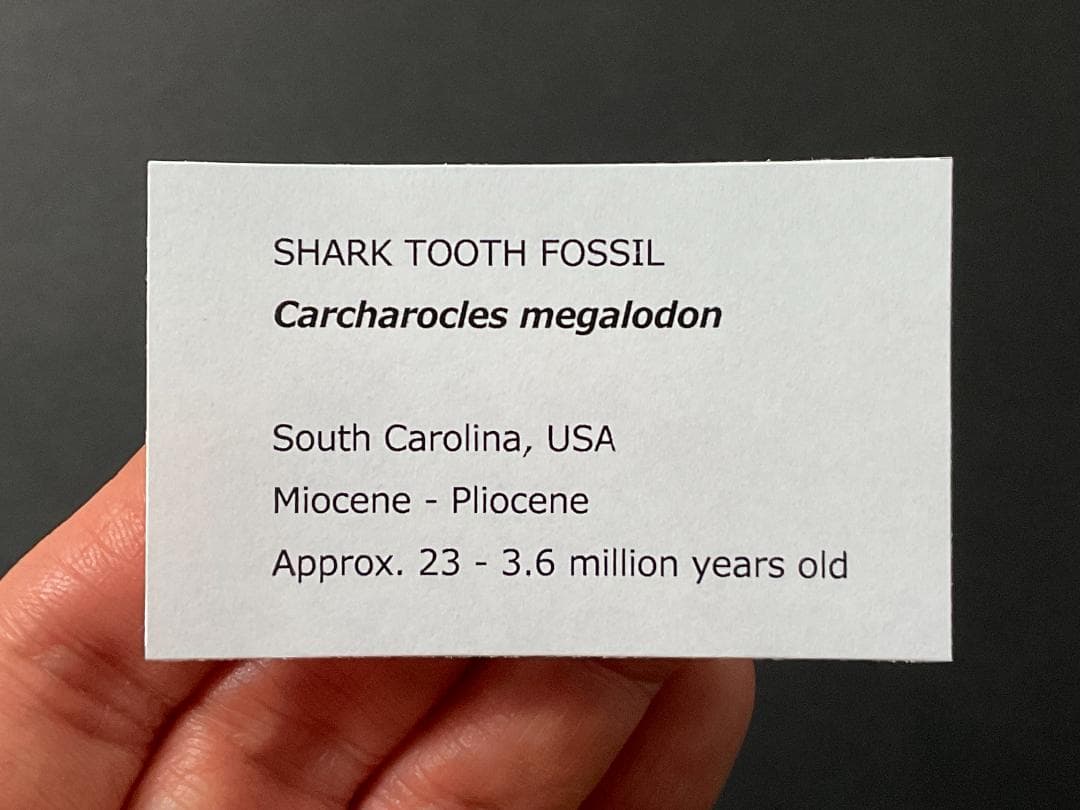 SHARK TOOTH FOSSIL
Carcharocles megalodon
South Carolina, USA
Miocene - Pliocene
Approx. 23 - 3.6 million years old